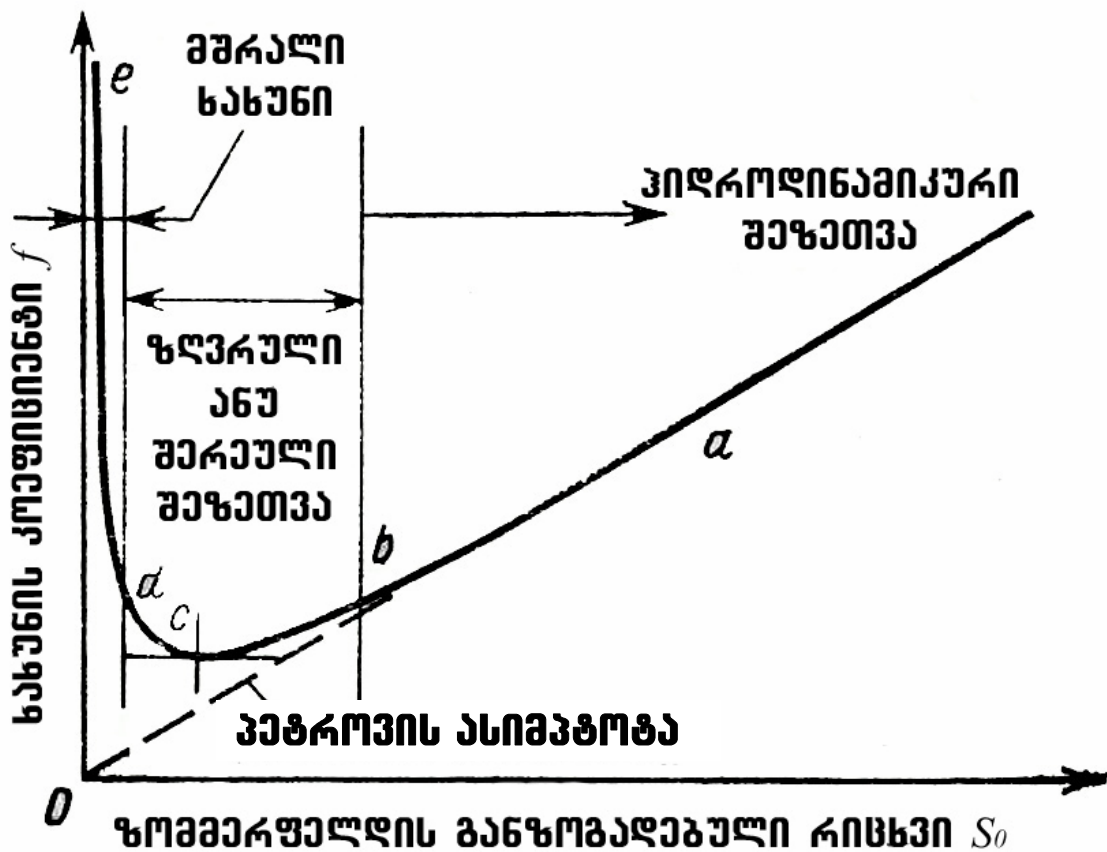 e
მშრალი
ხახუნი
ჰიდროდინამიკური
შეზეთვა
ხახუნის კოეფიციენტი f
ზღვრული
ანუ
შერეული
შეზეთვა
a
b
d
c
პეტროვის ასიმპტოტა
0
ზომმერფელდის განზოგადებული რიცხვი S₀